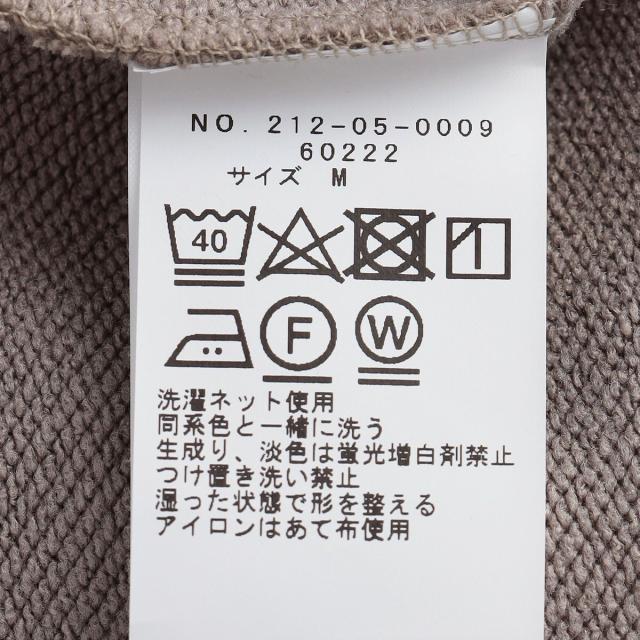 NO. 212-05-0009
60222
サイズ M
40
F W
洗濯ネット使用
同系色と一緒に洗う
生成り、淡色は蛍光増白剤禁止
つけ置き洗い禁止
湿った状態で形を整える
アイロンはあて布使用